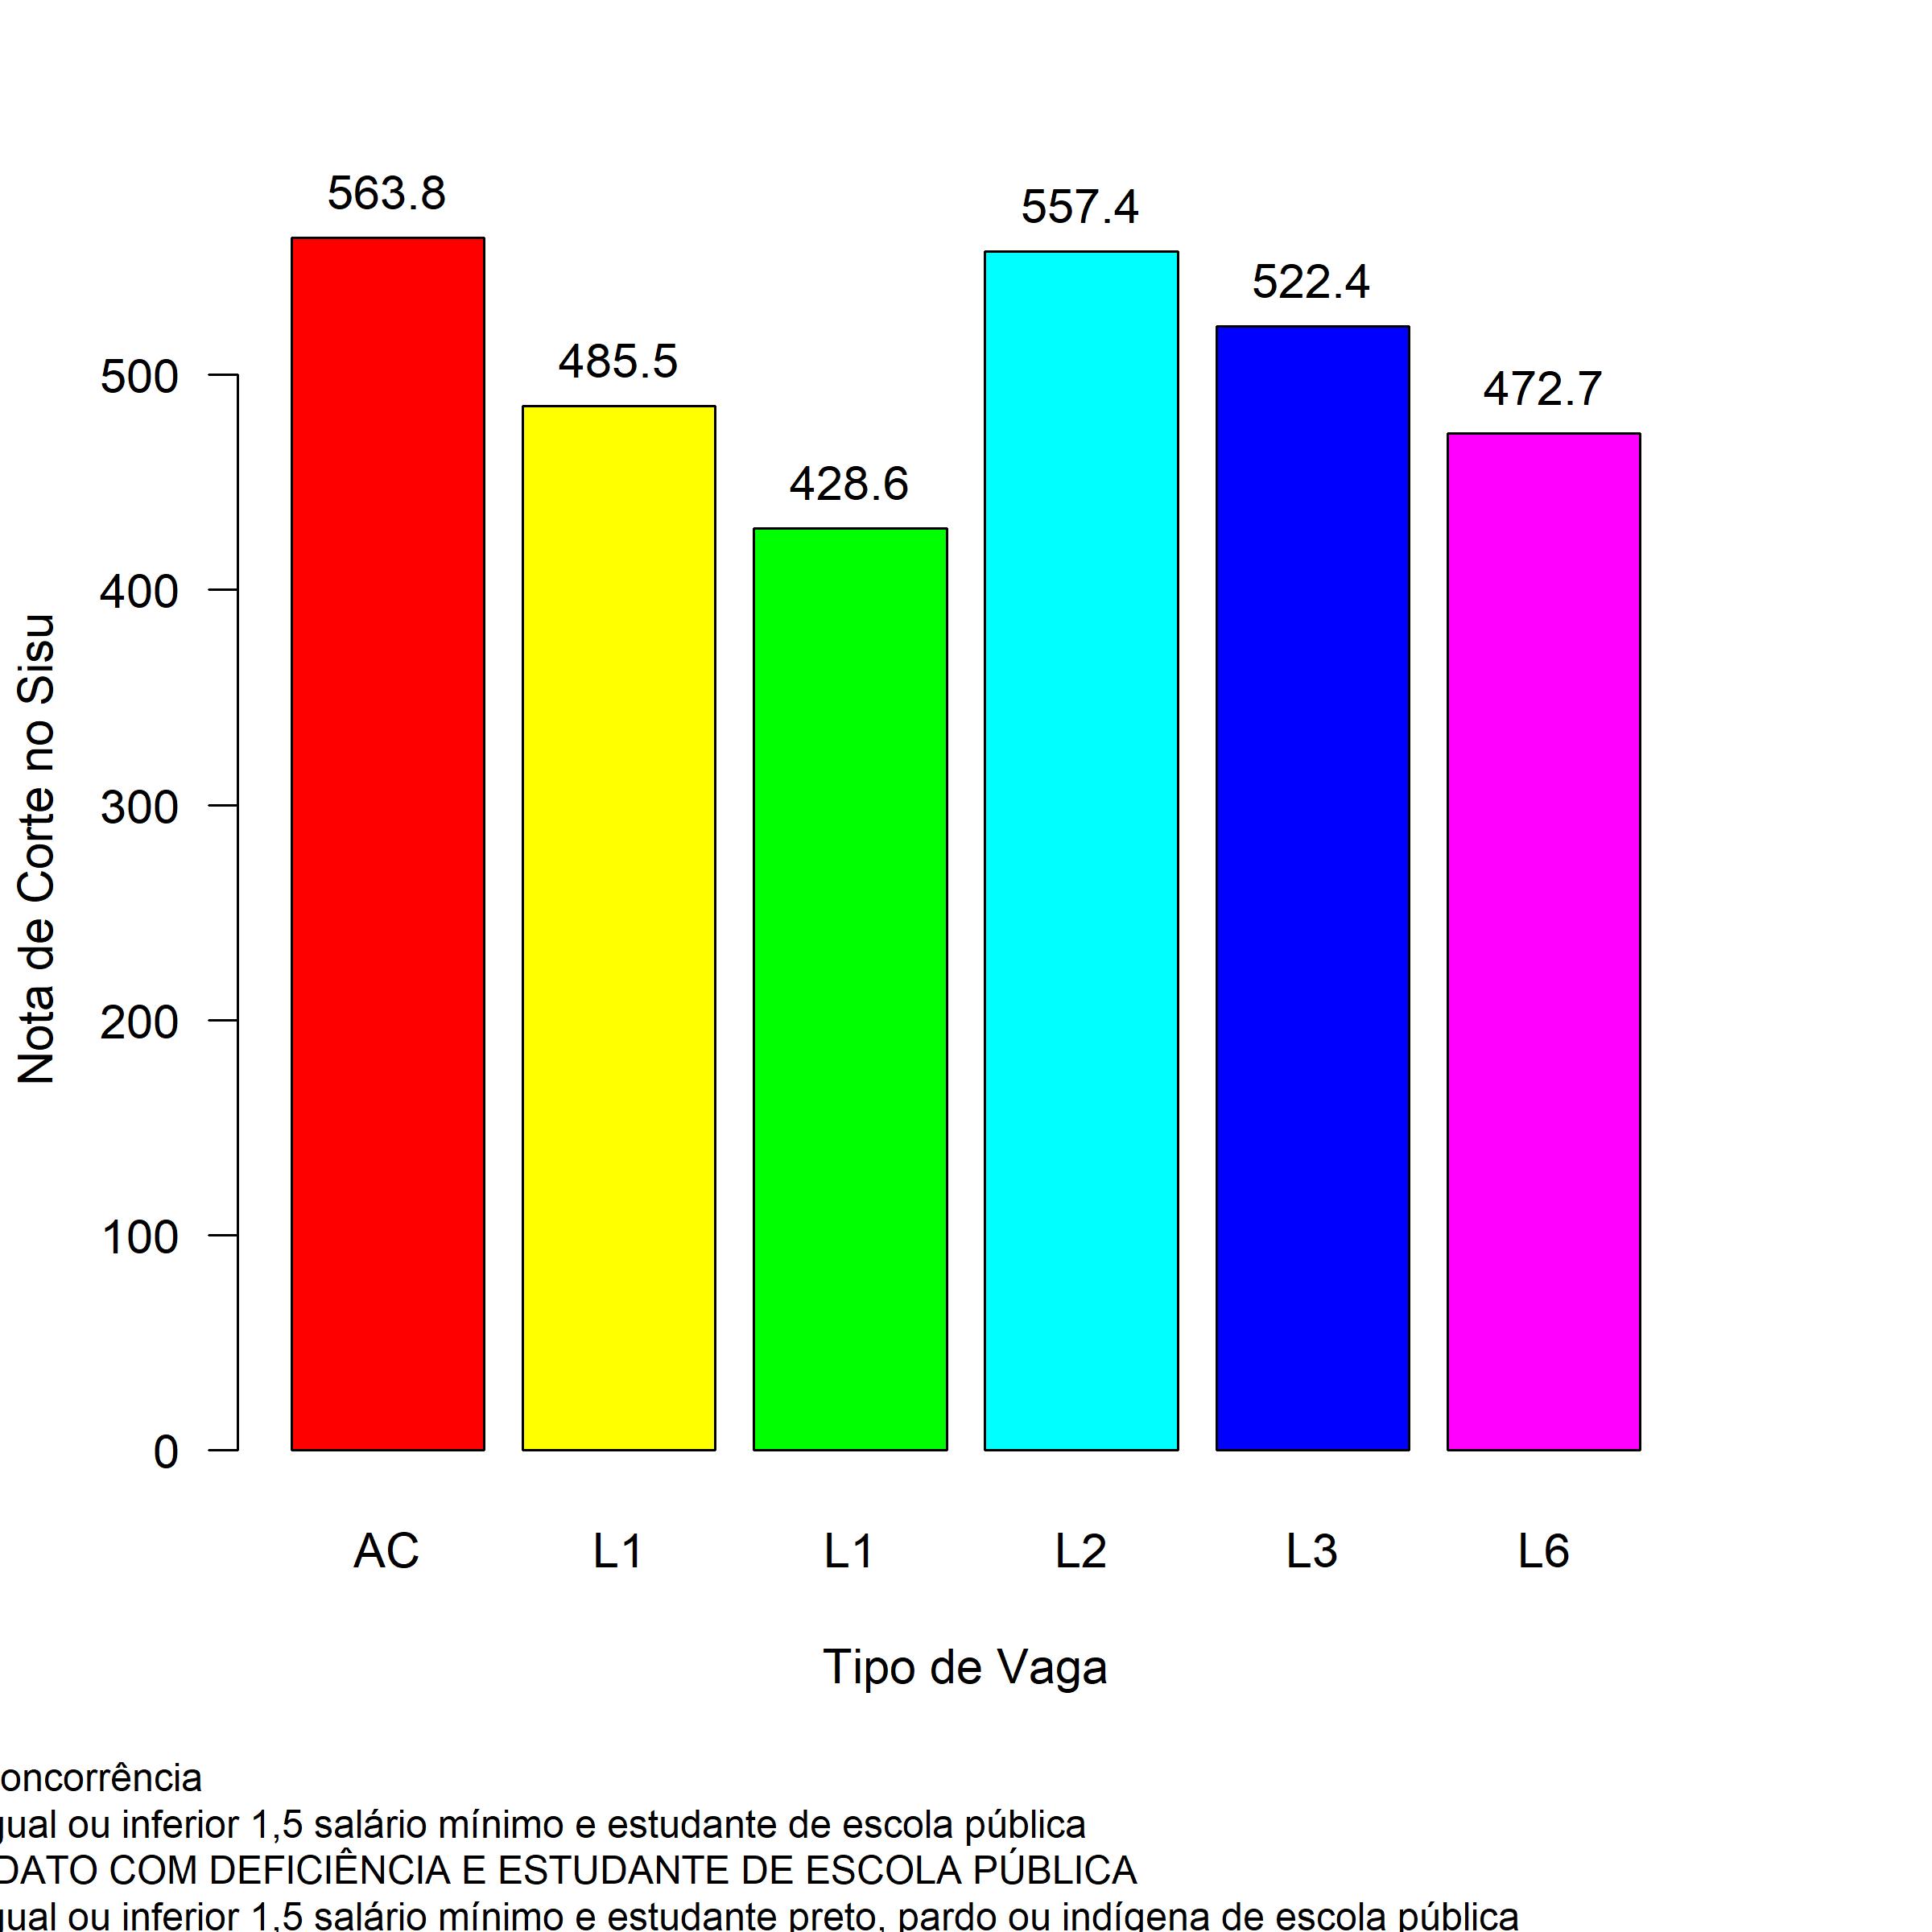 563.8
557.4
522.4
485.5
472.7
428.6
500
400
300
200
100
0
Nota de Corte no Sisu
AC L1 L1 L2 L3 L6
Tipo de Vaga
oncorrência
gual ou inferior 1,5 salário mínimo e estudante de escola pública
DATO COM DEFICIÊNCIA E ESTUDANTE DE ESCOLA PÚBLICA
gual ou inferior 1,5 salário mínimo e estudante preto, pardo ou indígena de escola pública